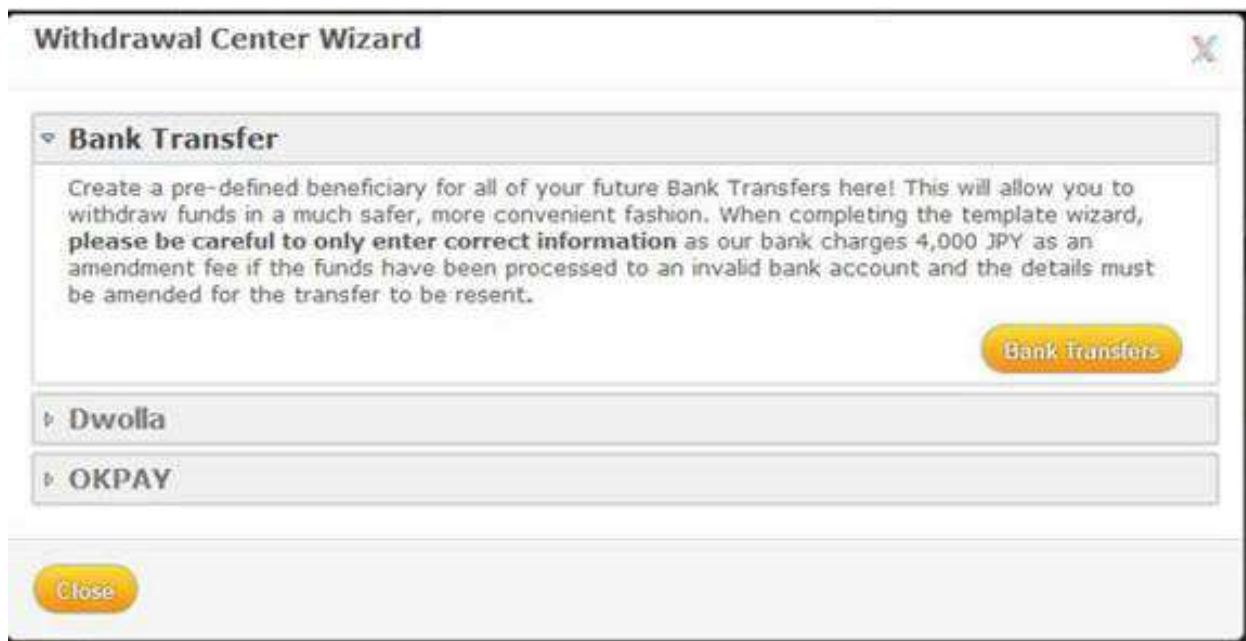 Withdrawal Center Wizard
X
Bank Transfer
Create a pre-defined beneficiary for all of your future Bank Transfers here! This will allow you to
withdraw funds in a much safer, more convenient fashion. When completing the template wizard,
please be careful to only enter correct information as our bank charges 4,000 JPY as an
amendment fee if the funds have been processed to an invalid bank account and the details must
be amended for the transfer to be resent.
Bank Transfers
Dwolla
OKPAY
Close